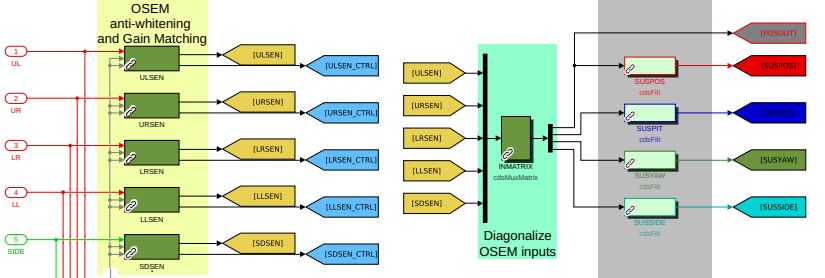 OSEM
anti-whitening
and Gain Matching
1
UL
2
UR
3
LR
4
LL
5
SIDE
ULSEN
URSEN
LRSEN
LLSEN
SDSEN
[ULSEN]
[ULSEN_CTRL]
[URSEN]
[URSEN_CTRL]
[LRSEN]
[LRSEN_CTRL]
[LLSEN]
[LLSEN_CTRL]
[SDSEN]
[SDSEN_CTRL]
[ULSEN]
[URSEN]
[LRSEN]
[LLSEN]
[SDSEN]
INMATRIX
cdsMuxMatrix
Diagonalize
OSEM inputs
SUSPOS
cdsFilt
SUSPIT
cdsFilt
SUSYAW
cdsFilt
SUSSIDE
cdsFilt
[POSOUT]
[SUSPOS]
[SUSPIT]
[SUSYAW]
[SUSSIDE]